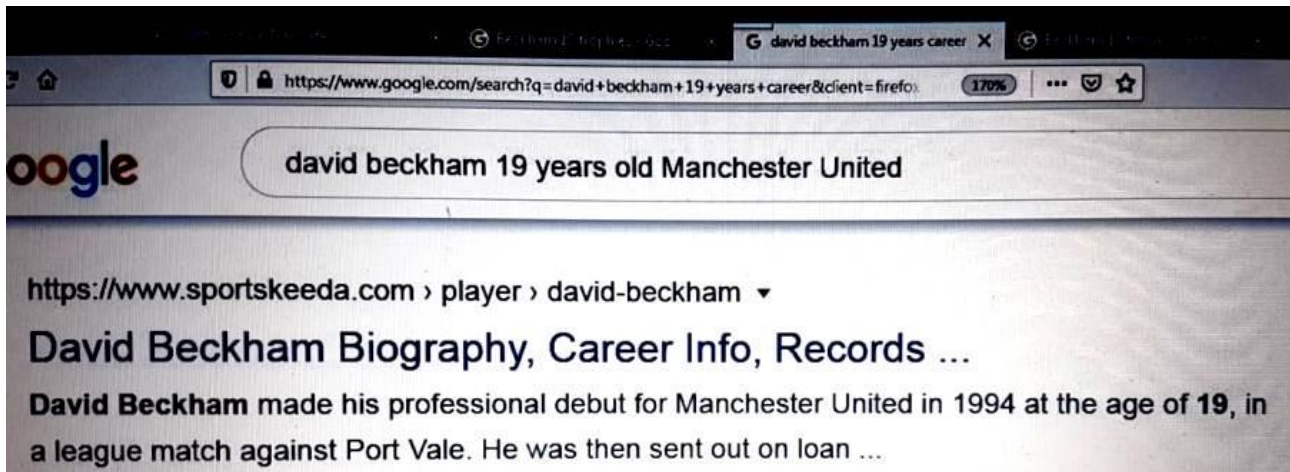 G david beckham 19 years career X
https://www.google.com/search?q=david+beckham+19+years+career&client=firefox 170% ...
oogle david beckham 19 years old Manchester United
https://www.sportskeeda.com › player › david-beckham
David Beckham Biography, Career Info, Records ...
David Beckham made his professional debut for Manchester United in 1994 at the age of 19, in
a league match against Port Vale. He was then sent out on loan ...